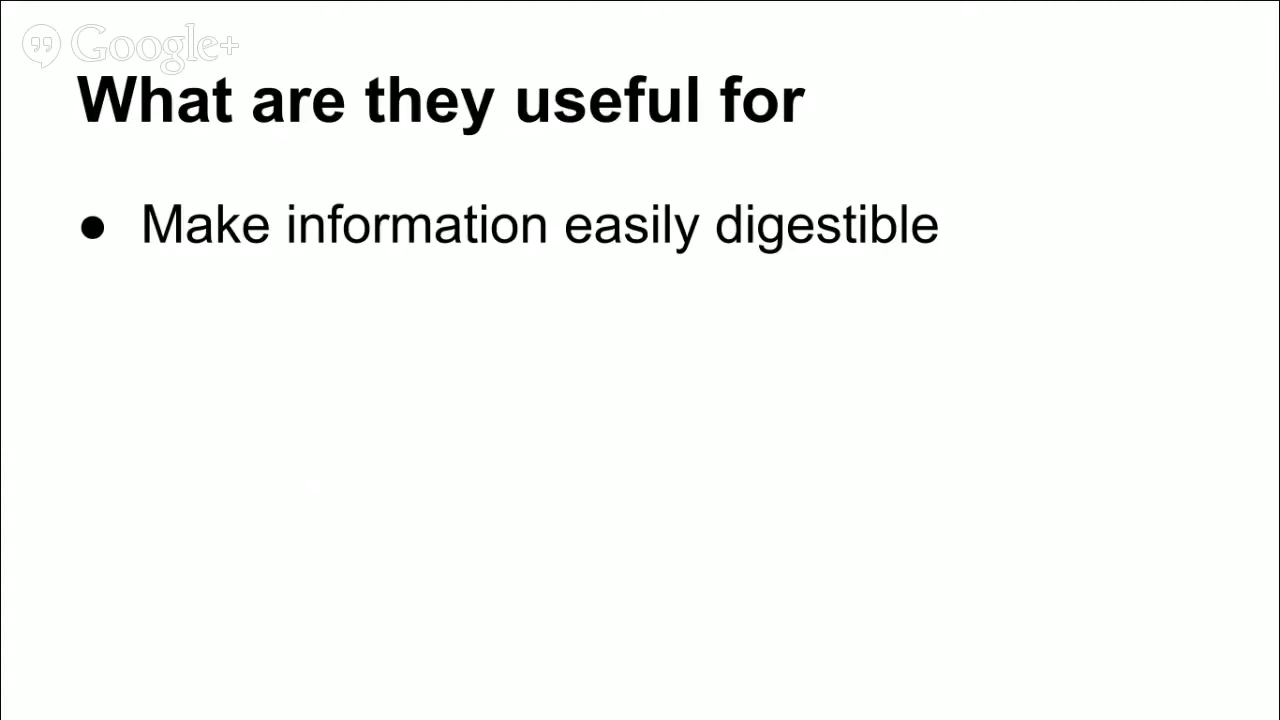 Google+
What are they useful for
● Make information easily digestible